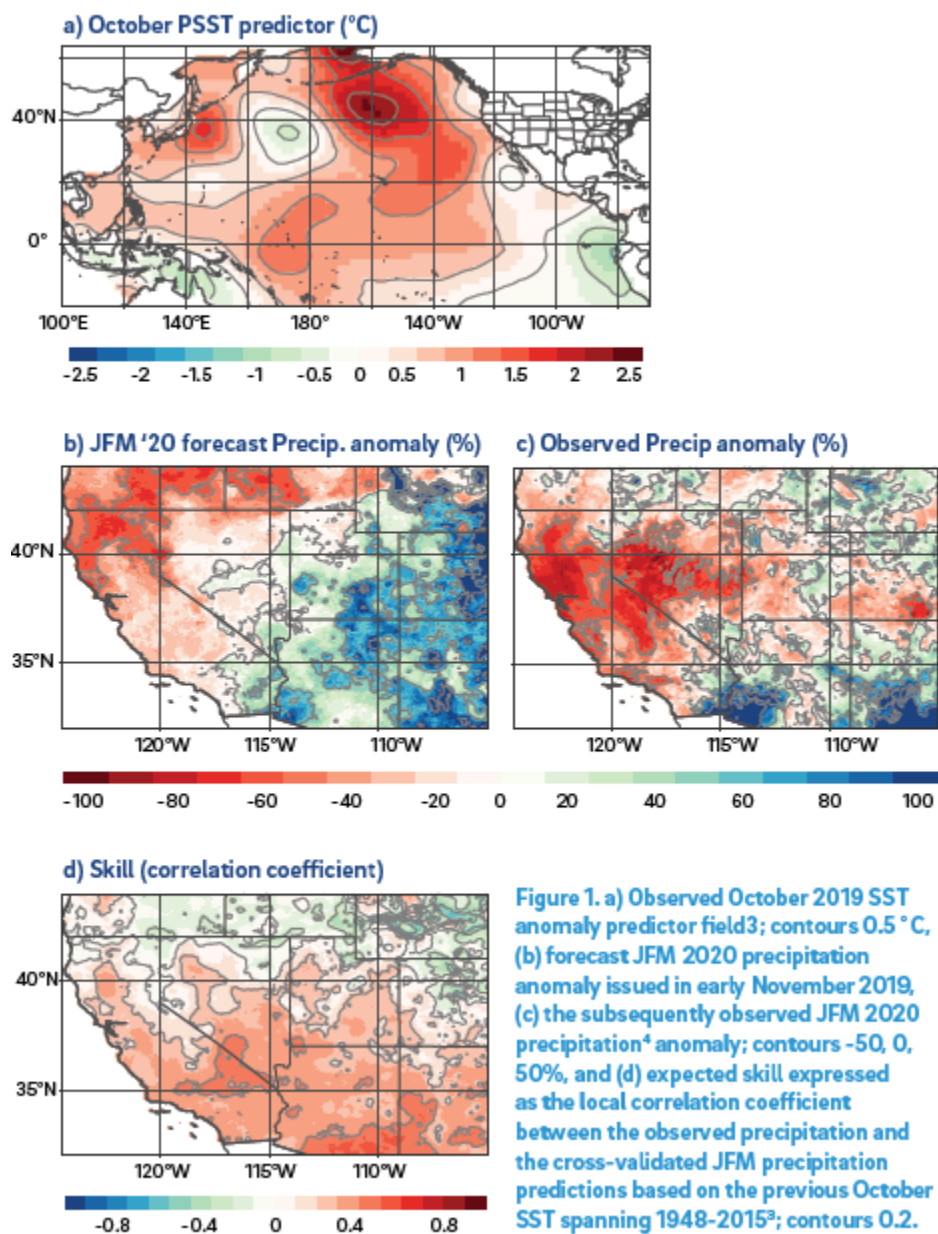 a) October PSST predictor (°C)
40°N
0°
100°E 140°E 180° 140°W 100°W
-2.5 -2 -1.5 -1 -0.5 0 0.5 1 1.5 2 2.5
b) JFM ‘20 forecast Precip. anomaly (%)
c) Observed Precip anomaly (%)
40°N
35°N
120°W 115°W 110°W
120°W 115°W 110°W
-100 -80 -60 -40 -20 0 20 40 60 80 100
d) Skill (correlation coefficient)
40°N
35°N
120°W 115°W 110°W
-0.8 -0.4 0 0.4 0.8
Figure 1. a) Observed October 2019 SST
anomaly predictor field3; contours 0.5 °C,
(b) forecast JFM 2020 precipitation
anomaly issued in early November 2019,
(c) the subsequently observed JFM 2020
precipitation⁴ anomaly; contours -50, 0,
50%, and (d) expected skill expressed
as the local correlation coefficient
between the observed precipitation and
the cross-validated JFM precipitation
predictions based on the previous October
SST spanning 1948-2015³; contours 0.2.